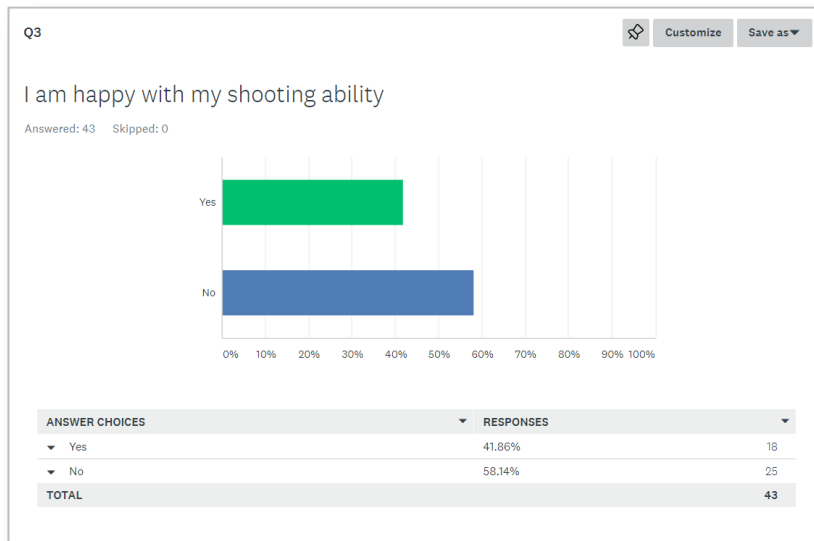 Q3
Customize
Save as
I am happy with my shooting ability
Answered: 43 Skipped: 0
Yes
No
0% 10% 20% 30% 40% 50% 60% 70% 80% 90% 100%
ANSWER CHOICES RESPONSES
Yes 41.86% 18
No 58.14% 25
TOTAL 43